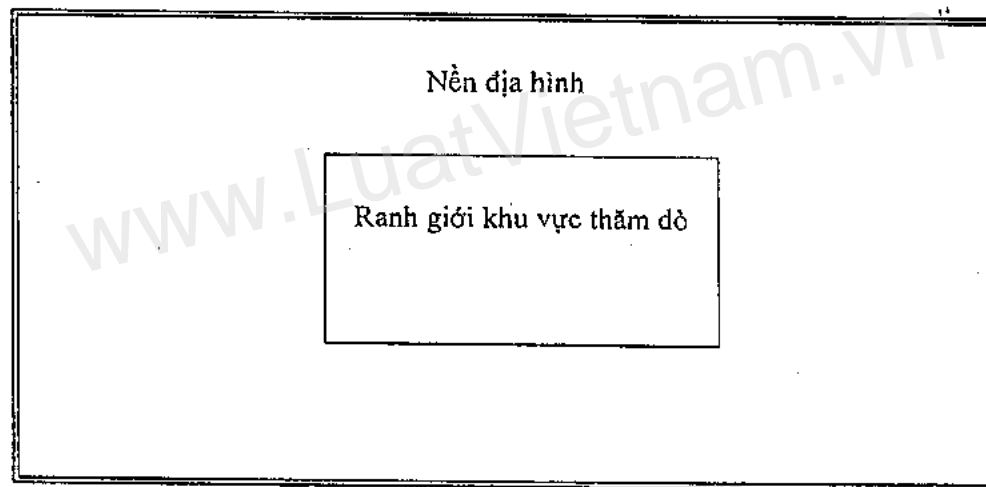 Nền địa hình
www.LuatVietnam.vn
Ranh giới khu vực thăm dò